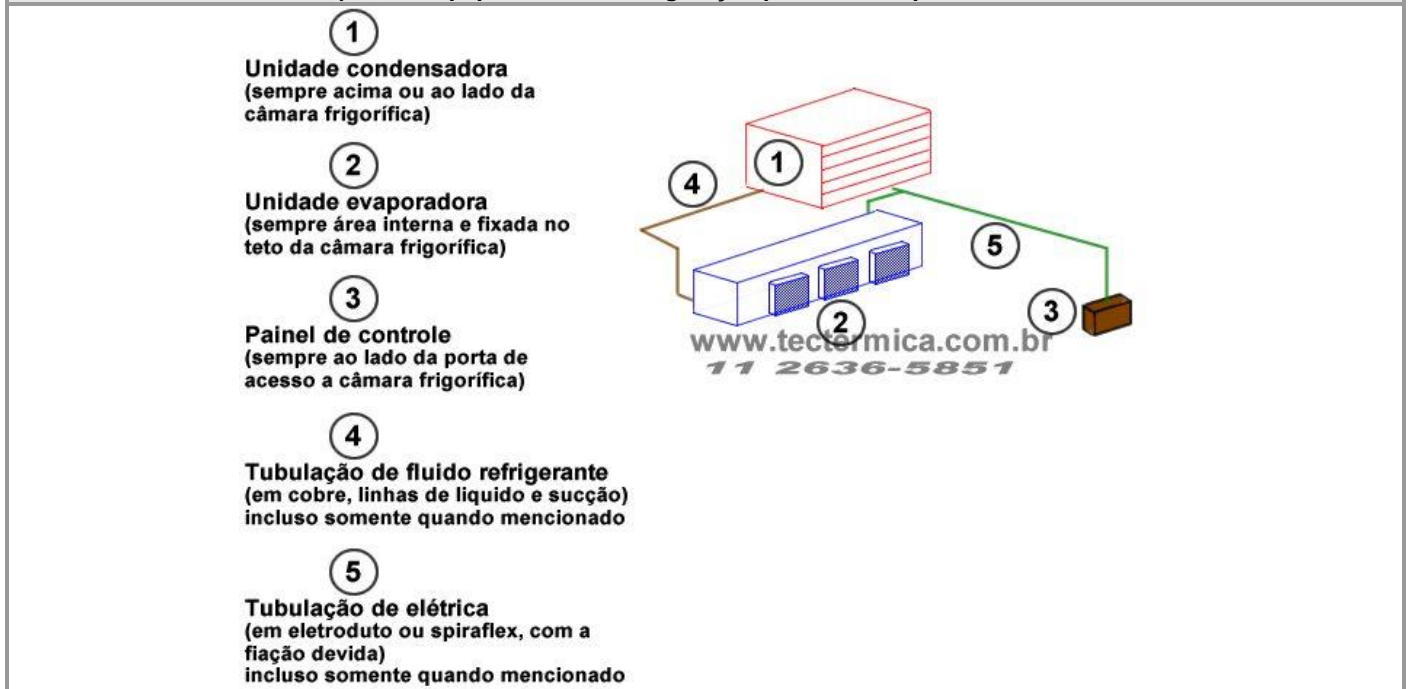 1
Unidade condensadora
(sempre acima ou ao lado da
câmara frigorífica)
2
Unidade evaporadora
(sempre área interna e fixada no
teto da câmara frigorífica)
3
Painel de controle
(sempre ao lado da porta de
acesso a câmara frigorífica)
4
Tubulação de fluido refrigerante
(em cobre, linhas de liquido e sucção)
incluso somente quando mencionado
5
Tubulação de elétrica
(em eletroduto ou spiraflex, com a
fiação devida)
incluso somente quando mencionado
1
4
5
3
2
www.tectermica.com.br
11 2636-5851